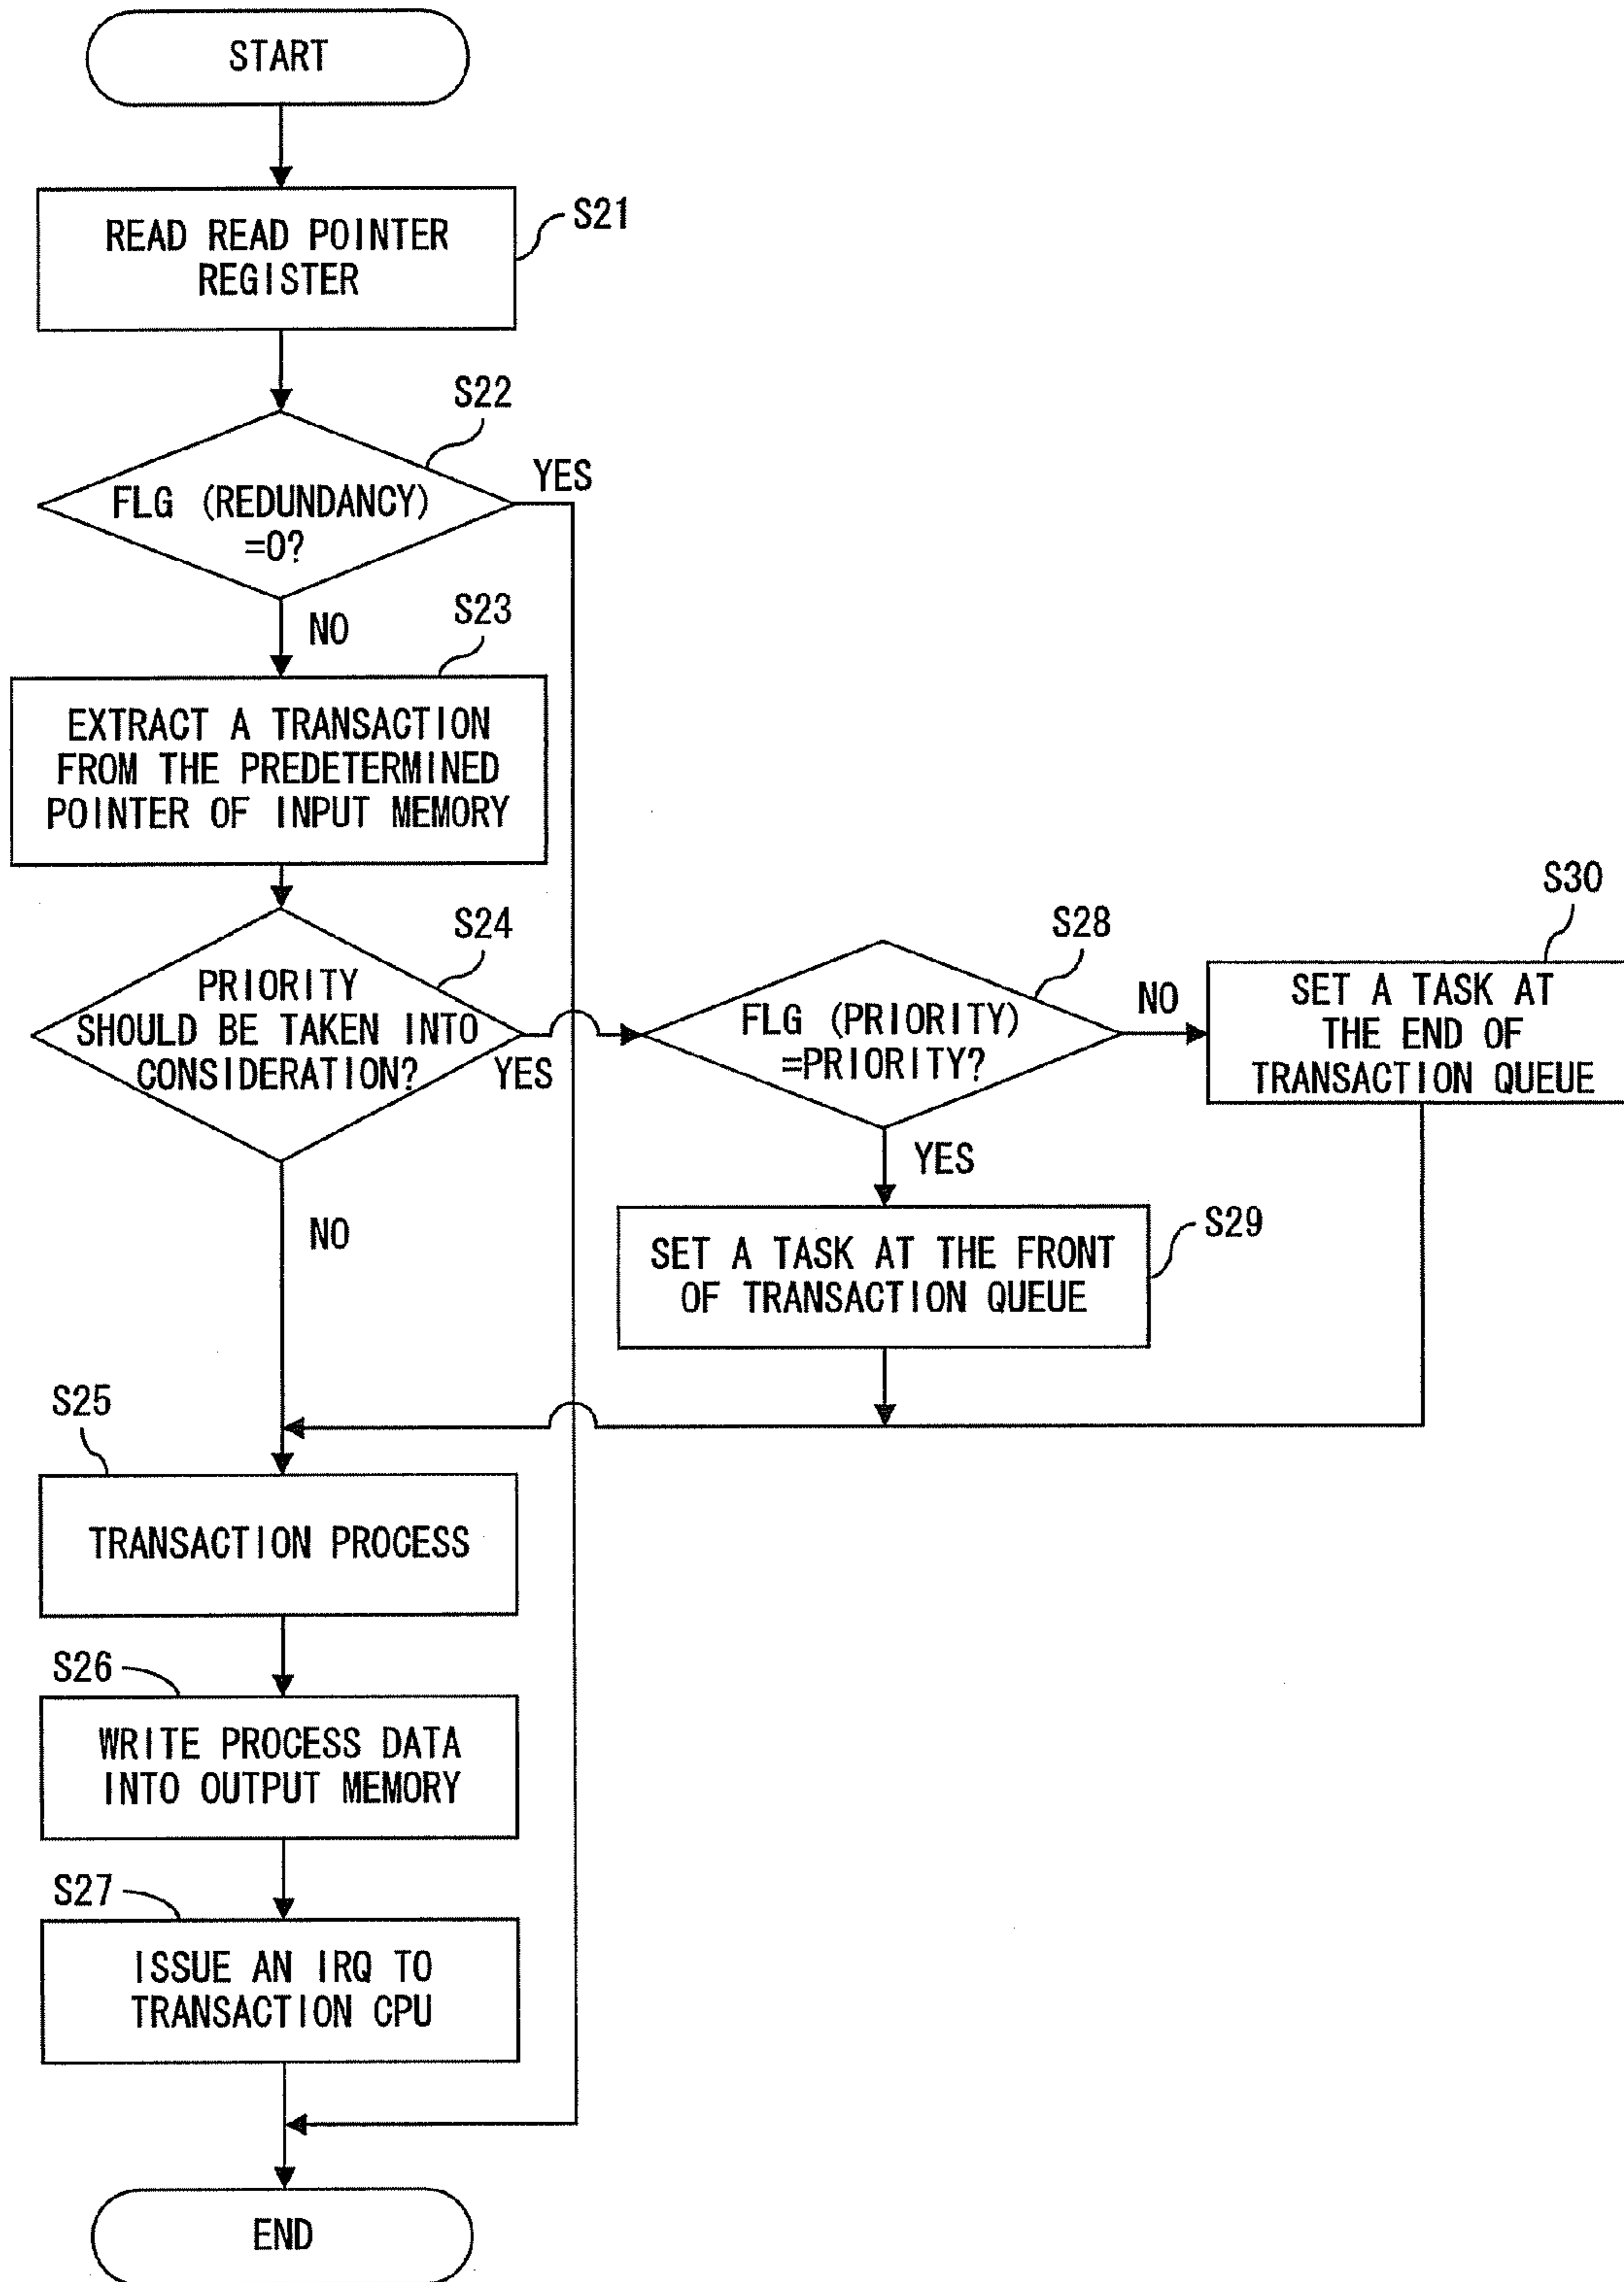 START
READ READ POINTER
REGISTER
S21
S22
FLG (REDUNDANCY)
=0?
YES
NO
S23
EXTRACT A TRANSACTION
FROM THE PREDETERMINED
POINTER OF INPUT MEMORY
S24
PRIORITY
SHOULD BE TAKEN INTO
CONSIDERATION?
YES
NO
S28
FLG (PRIORITY)
=PRIORITY?
NO
YES
S30
SET A TASK AT
THE END OF
TRANSACTION QUEUE
S29
SET A TASK AT THE FRONT
OF TRANSACTION QUEUE
S25
TRANSACTION PROCESS
S26
WRITE PROCESS DATA
INTO OUTPUT MEMORY
S27
ISSUE AN IRQ TO
TRANSACTION CPU
END